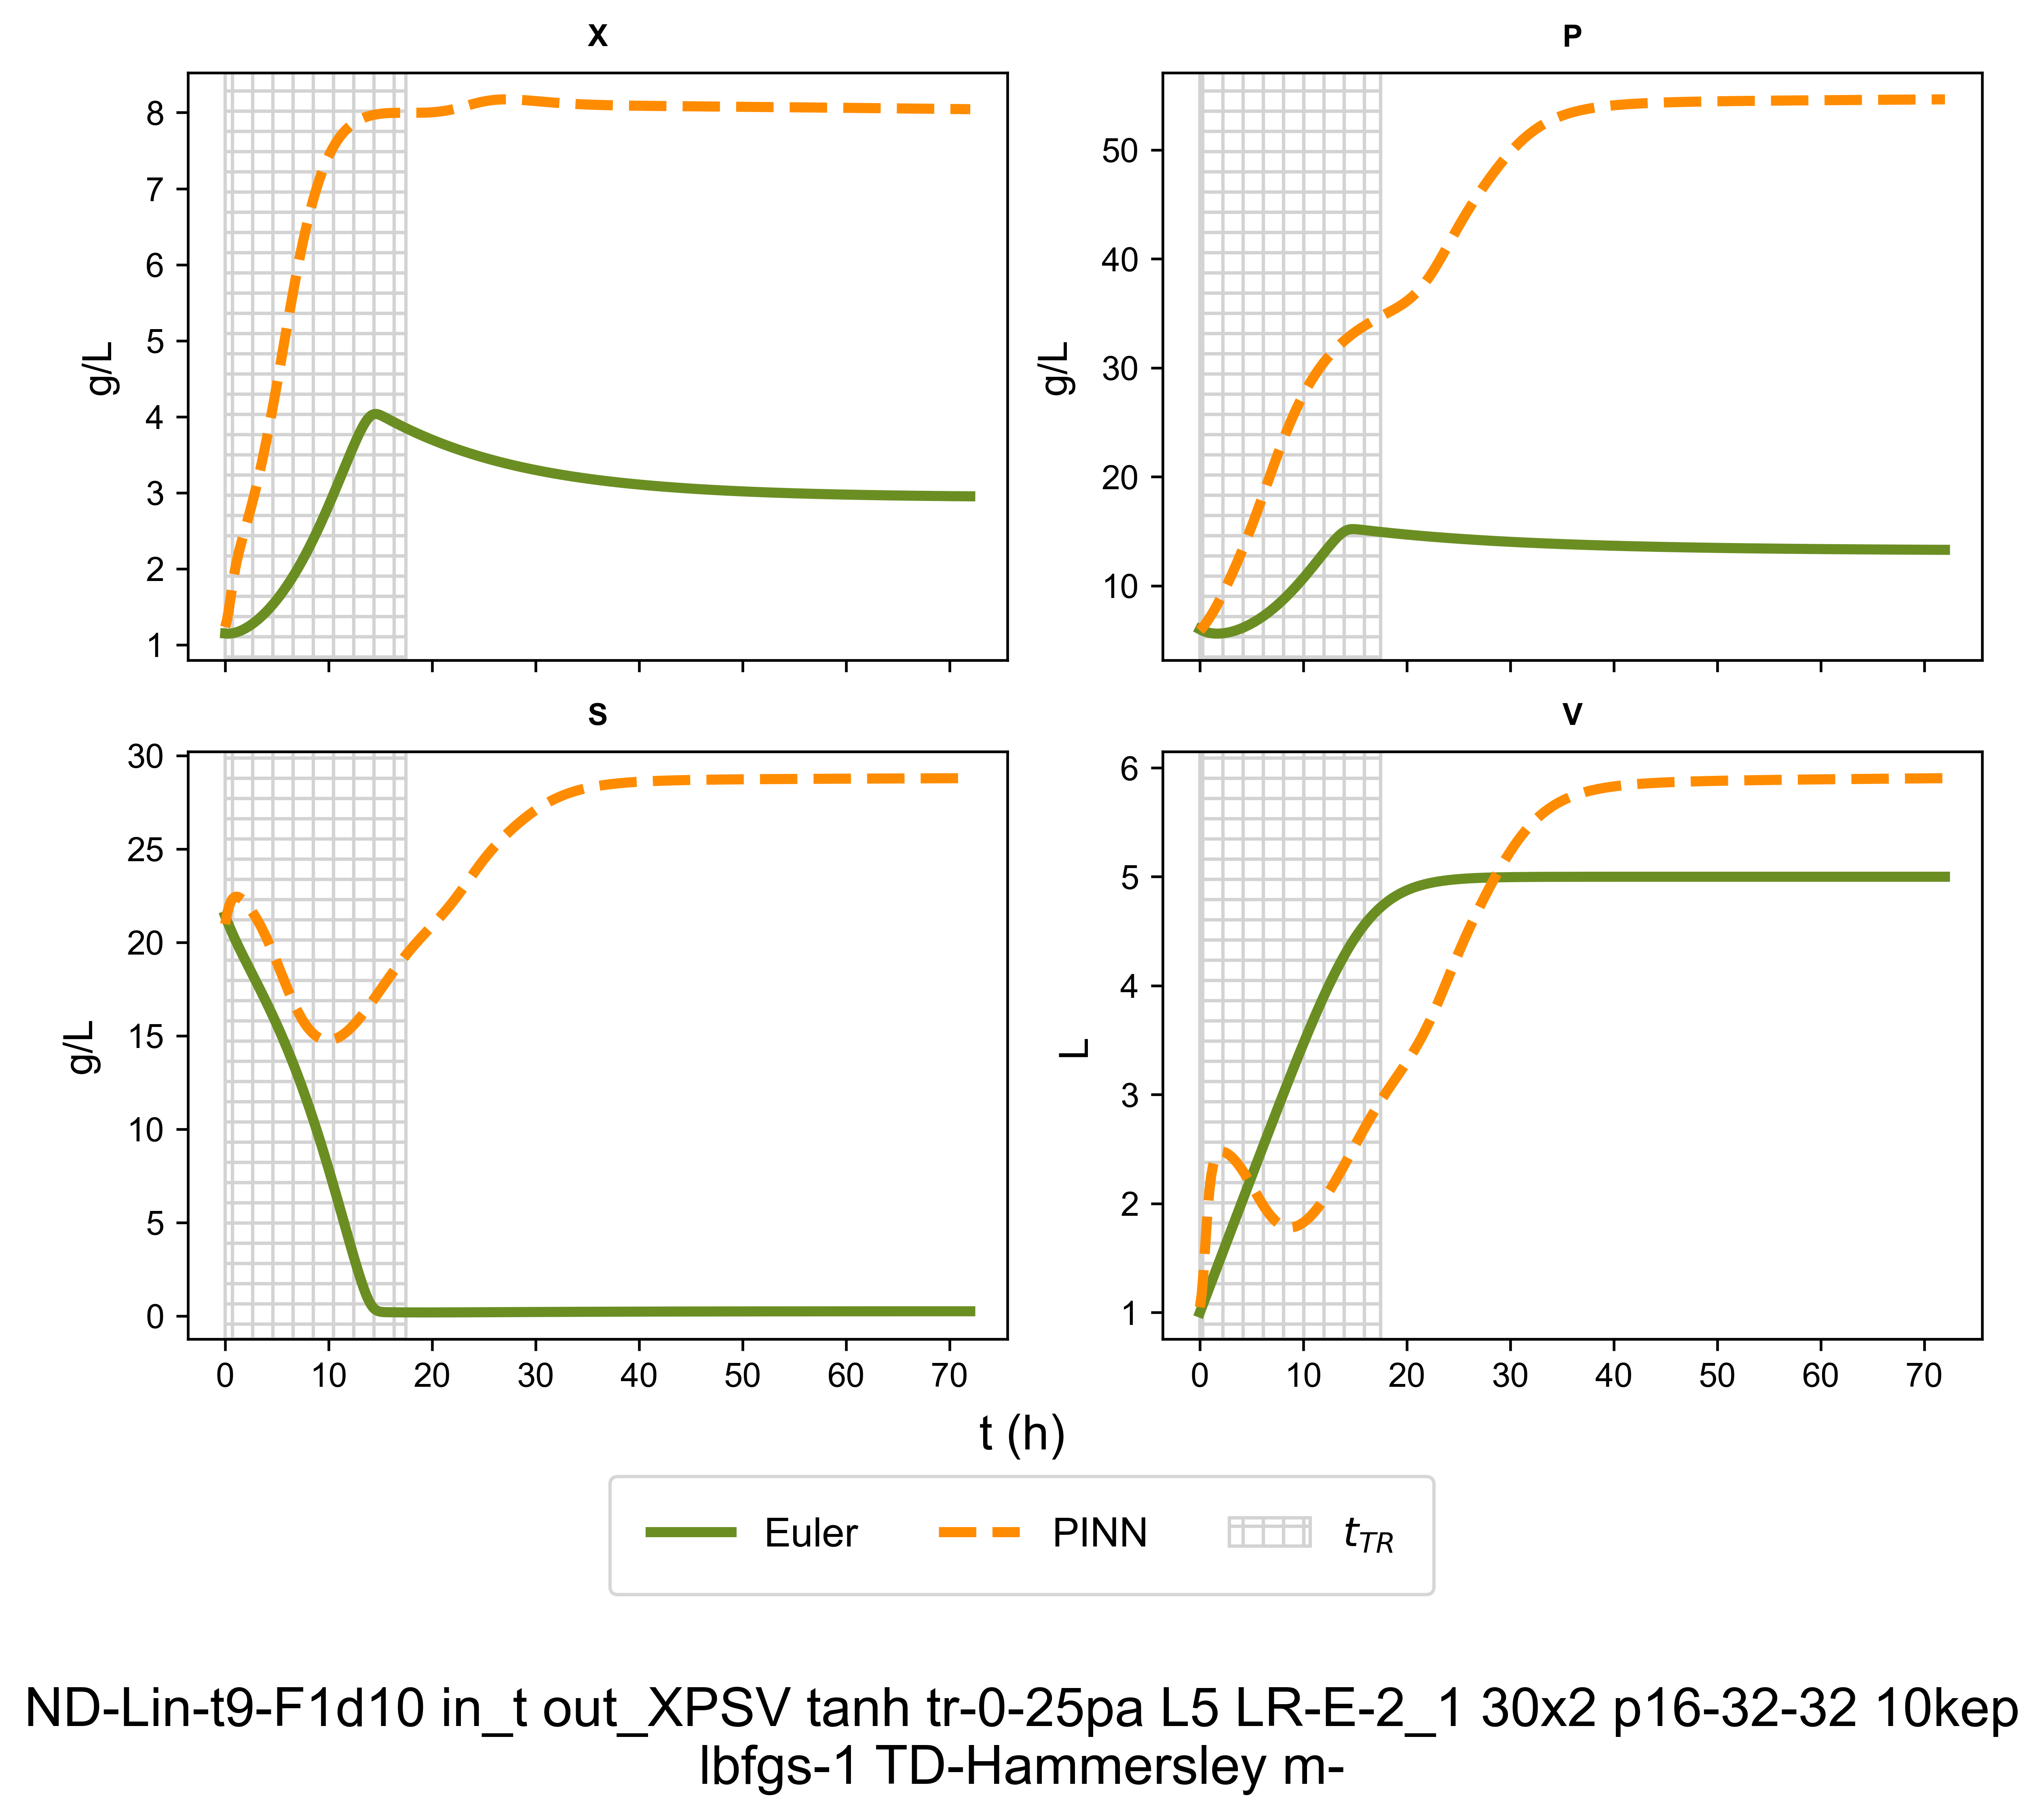 X
P
8
7
6
5
4
3
2
1
g/L
50
40
30
20
10
g/L
S
V
30
25
20
15
10
5
0
g/L
6
5
4
3
2
1
L
0 10 20 30 40 50 60 70
0 10 20 30 40 50 60 70
t (h)
Euler PINN t_TR
ND-Lin-t9-F1d10 in_t out_XPSV tanh tr-0-25pa L5 LR-E-2_1 30x2 p16-32-32 10kep
lbfgs-1 TD-Hammersley m-